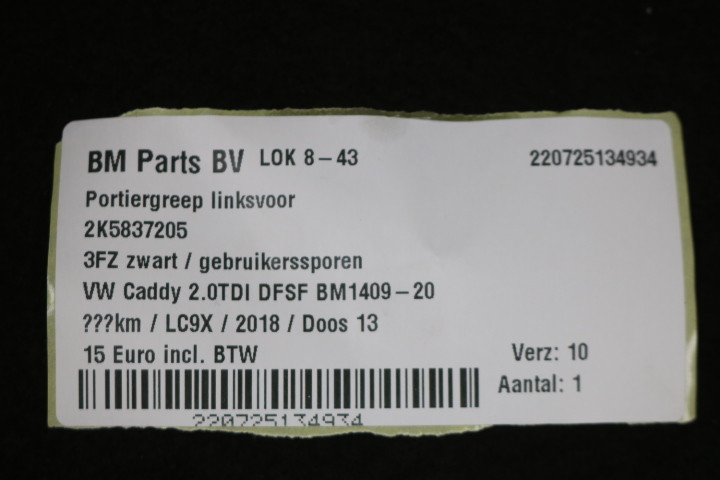 BM Parts BV LOK 8-43 220725134934
Portiergreep linksvoor
2K5837205
3FZ zwart / gebruikerssporen
VW Caddy 2.0TDI DFSF BM1409-20
???km / LC9X / 2018 / Doos 13
15 Euro incl. BTW Verz: 10
Aantal: 1
220725134934